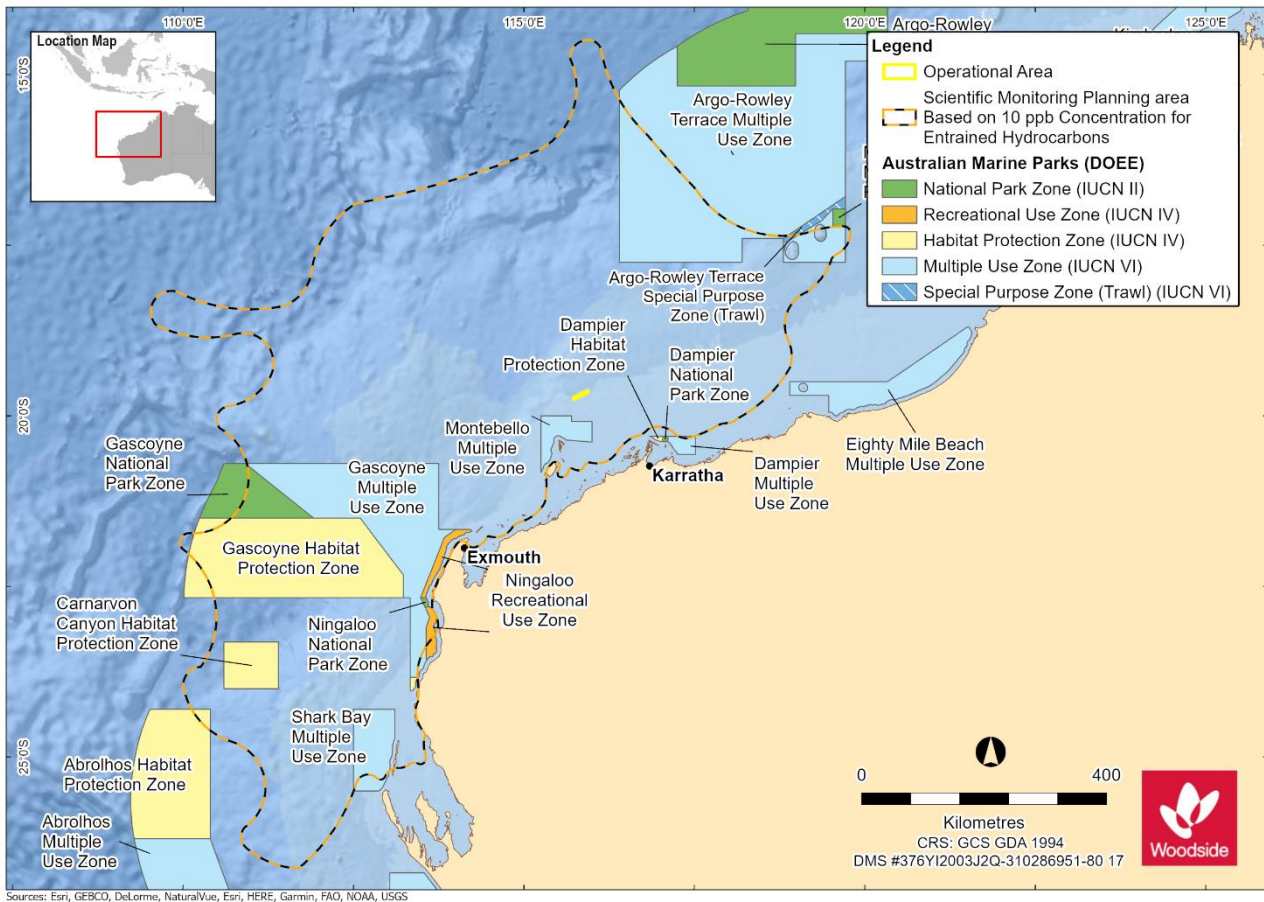 110°0'E
115°0'E
120°0'E
125°0'E
15°0'S
20°0'S
25°0'S
Location Map
Argo-Rowley
Legend
Operational Area
Scientific Monitoring Planning area
Based on 10 ppb Concentration for
Entrained Hydrocarbons
Australian Marine Parks (DOEE)
National Park Zone (IUCN II)
Recreational Use Zone (IUCN IV)
Habitat Protection Zone (IUCN IV)
Multiple Use Zone (IUCN VI)
Special Purpose Zone (Trawl) (IUCN VI)
Argo-Rowley
Terrace Multiple
Use Zone
Argo-Rowley Terrace
Special Purpose
Zone (Trawl)
Dampier
Habitat
Protection Zone
Dampier
National
Park Zone
Montebello
Multiple
Use Zone
Eighty Mile Beach
Multiple Use Zone
Karratha
Dampier
Multiple
Use Zone
Gascoyne
National
Park Zone
Gascoyne
Multiple
Use Zone
Gascoyne Habitat
Protection Zone
Exmouth
Ningaloo
Recreational
Use Zone
Carnarvon
Canyon Habitat
Protection Zone
Ningaloo
National
Park Zone
Shark Bay
Multiple
Use Zone
Abrolhos Habitat
Protection Zone
Abrolhos
Multiple
Use Zone
0
400
Kilometres
CRS: GCS GDA 1994
DMS #376YI2003J2Q-310286951-80 17
Woodside
Sources: Esri, GEBCO, DeLorme, NaturalVue, Esri, HERE, Garmin, FAO, NOAA, USGS